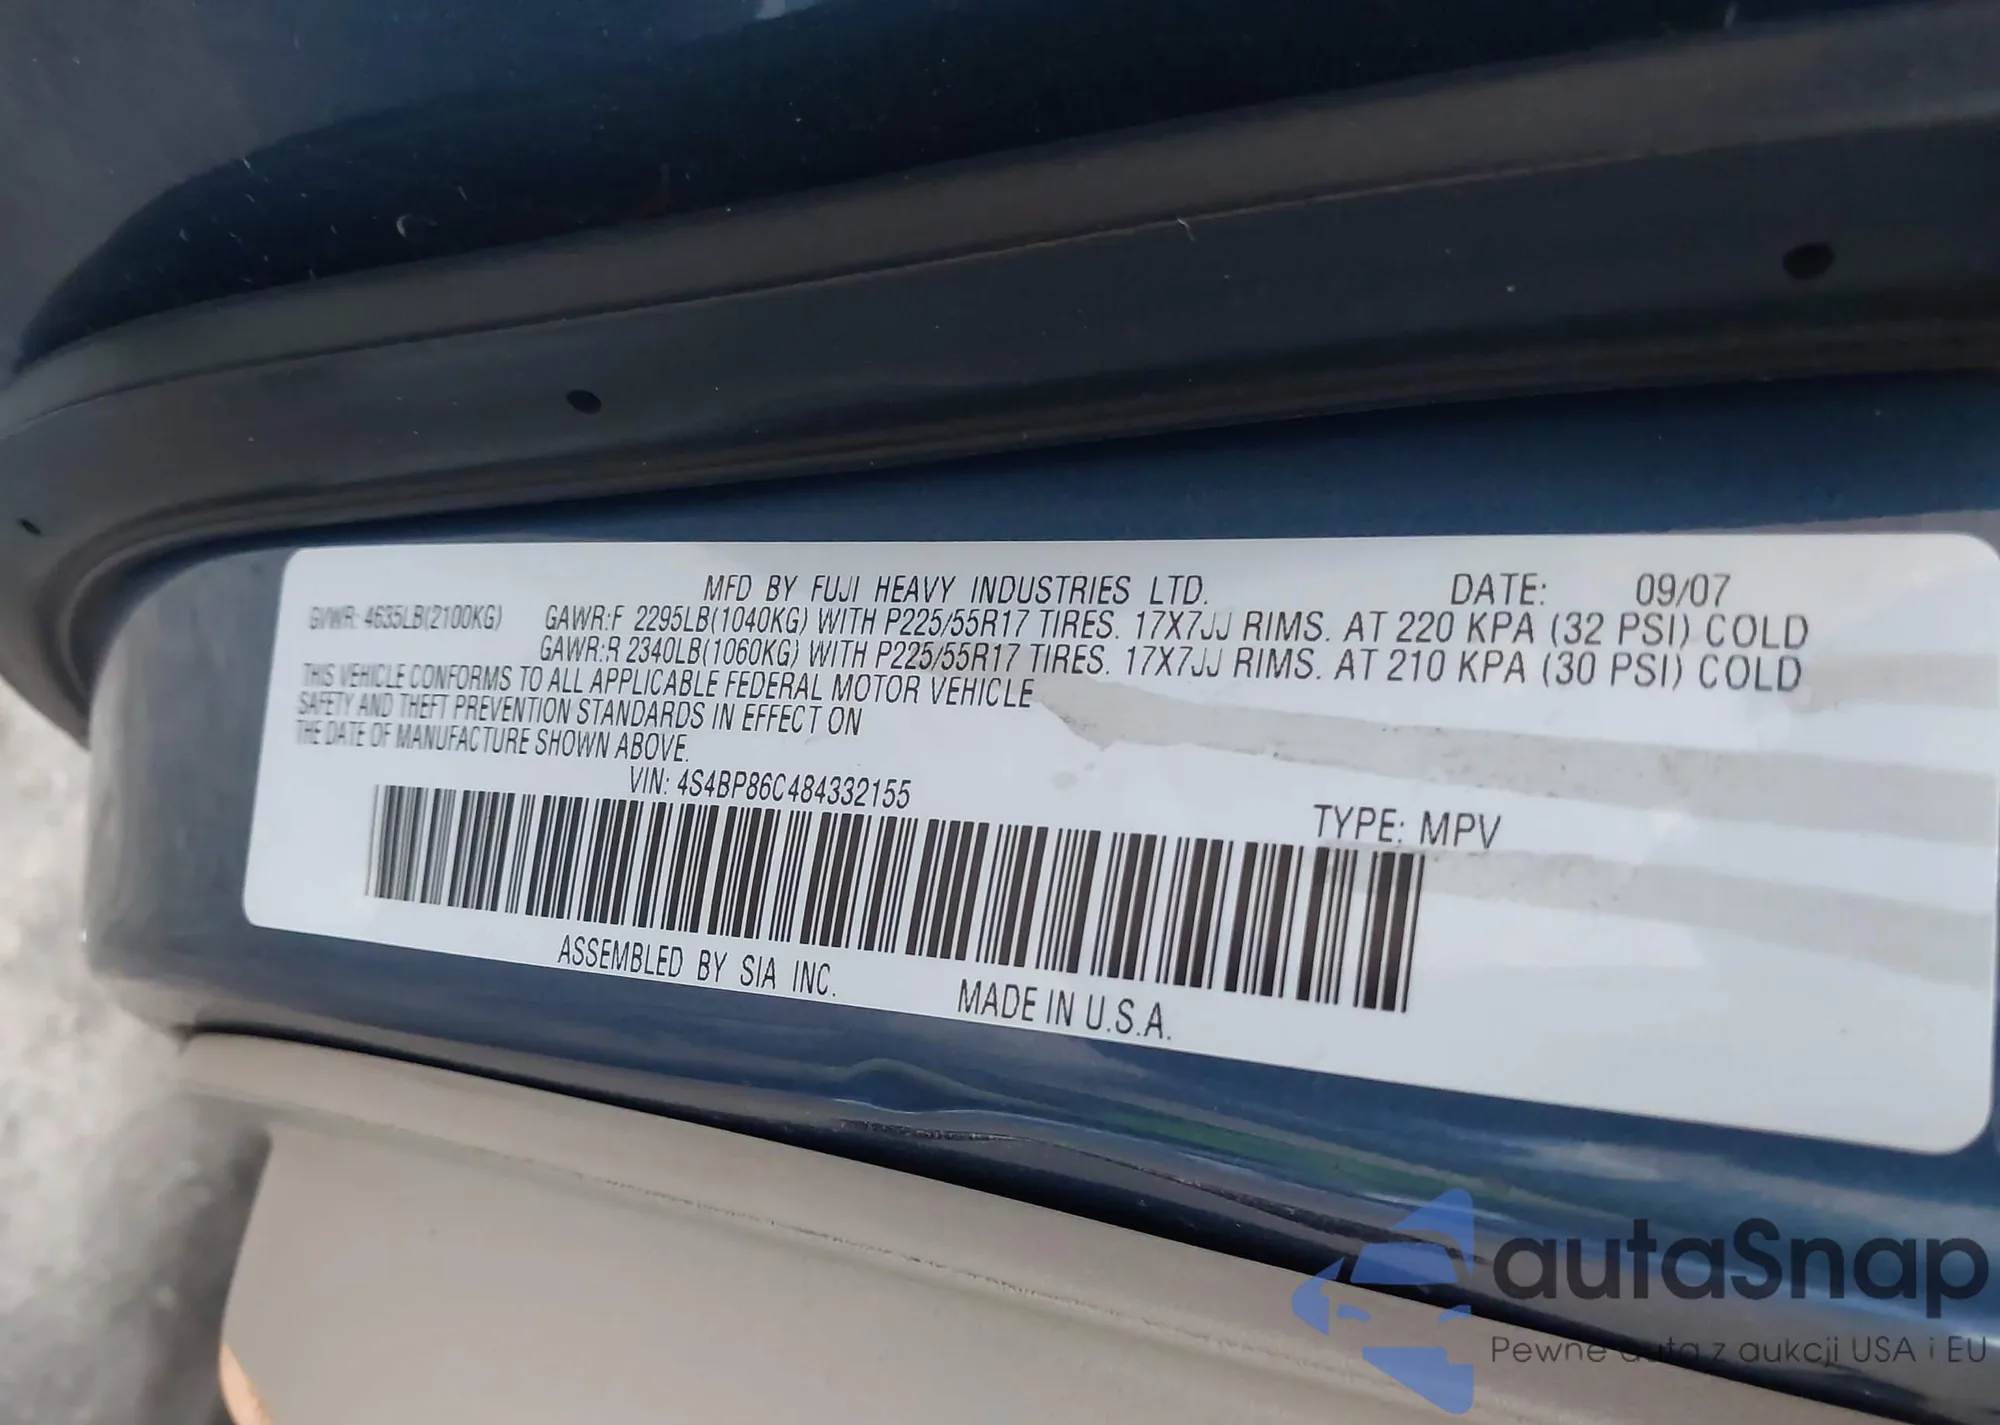 MFD BY FUJI HEAVY INDUSTRIES LTD. DATE: 09/07
GVWR: 4635LB(2100KG) GAWR:F 2295LB(1040KG) WITH P225/55R17 TIRES. 17X7JJ RIMS. AT 220 KPA (32 PSI) COLD
GAWR:R 2340LB(1060KG) WITH P225/55R17 TIRES. 17X7JJ RIMS. AT 210 KPA (30 PSI) COLD
THIS VEHICLE CONFORMS TO ALL APPLICABLE FEDERAL MOTOR VEHICLE
SAFETY AND THEFT PREVENTION STANDARDS IN EFFECT ON
THE DATE OF MANUFACTURE SHOWN ABOVE.
VIN: 4S4BP86C484332155
TYPE: MPV
ASSEMBLED BY SIA INC. MADE IN U.S.A.
autaSnap
Pewne auta z aukcji USA i EU